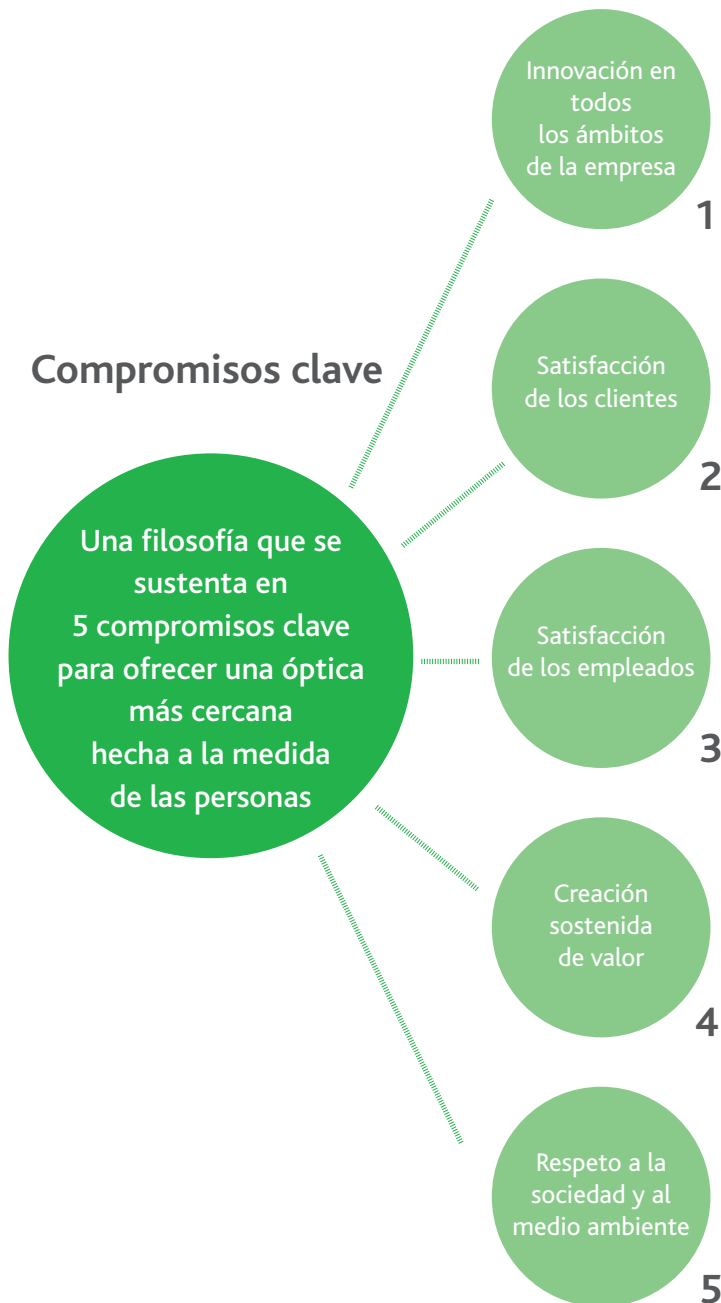 Compromisos clave
Una filosofía que se
sustenta en
5 compromisos clave
para ofrecer una óptica
más cercana
hecha a la medida
de las personas
Innovación en
todos
los ámbitos
de la empresa
1
Satisfacción
de los clientes
2
Satisfacción
de los empleados
3
Creación
sostenida
de valor
4
Respeto a la
sociedad y al
medio ambiente
5